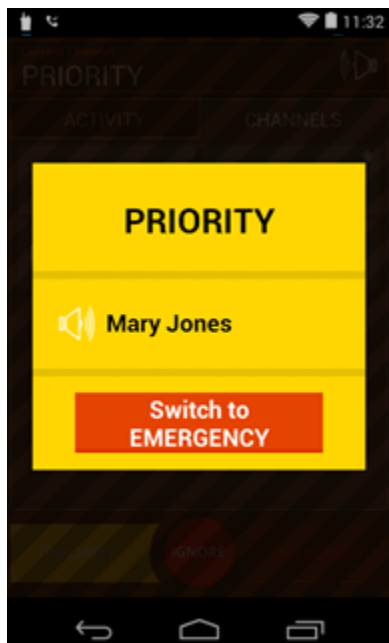 11:32
PRIORITY
ACTIVITY
CHANNELS
PRIORITY
Mary Jones
Switch to
EMERGENCY
IGNORE